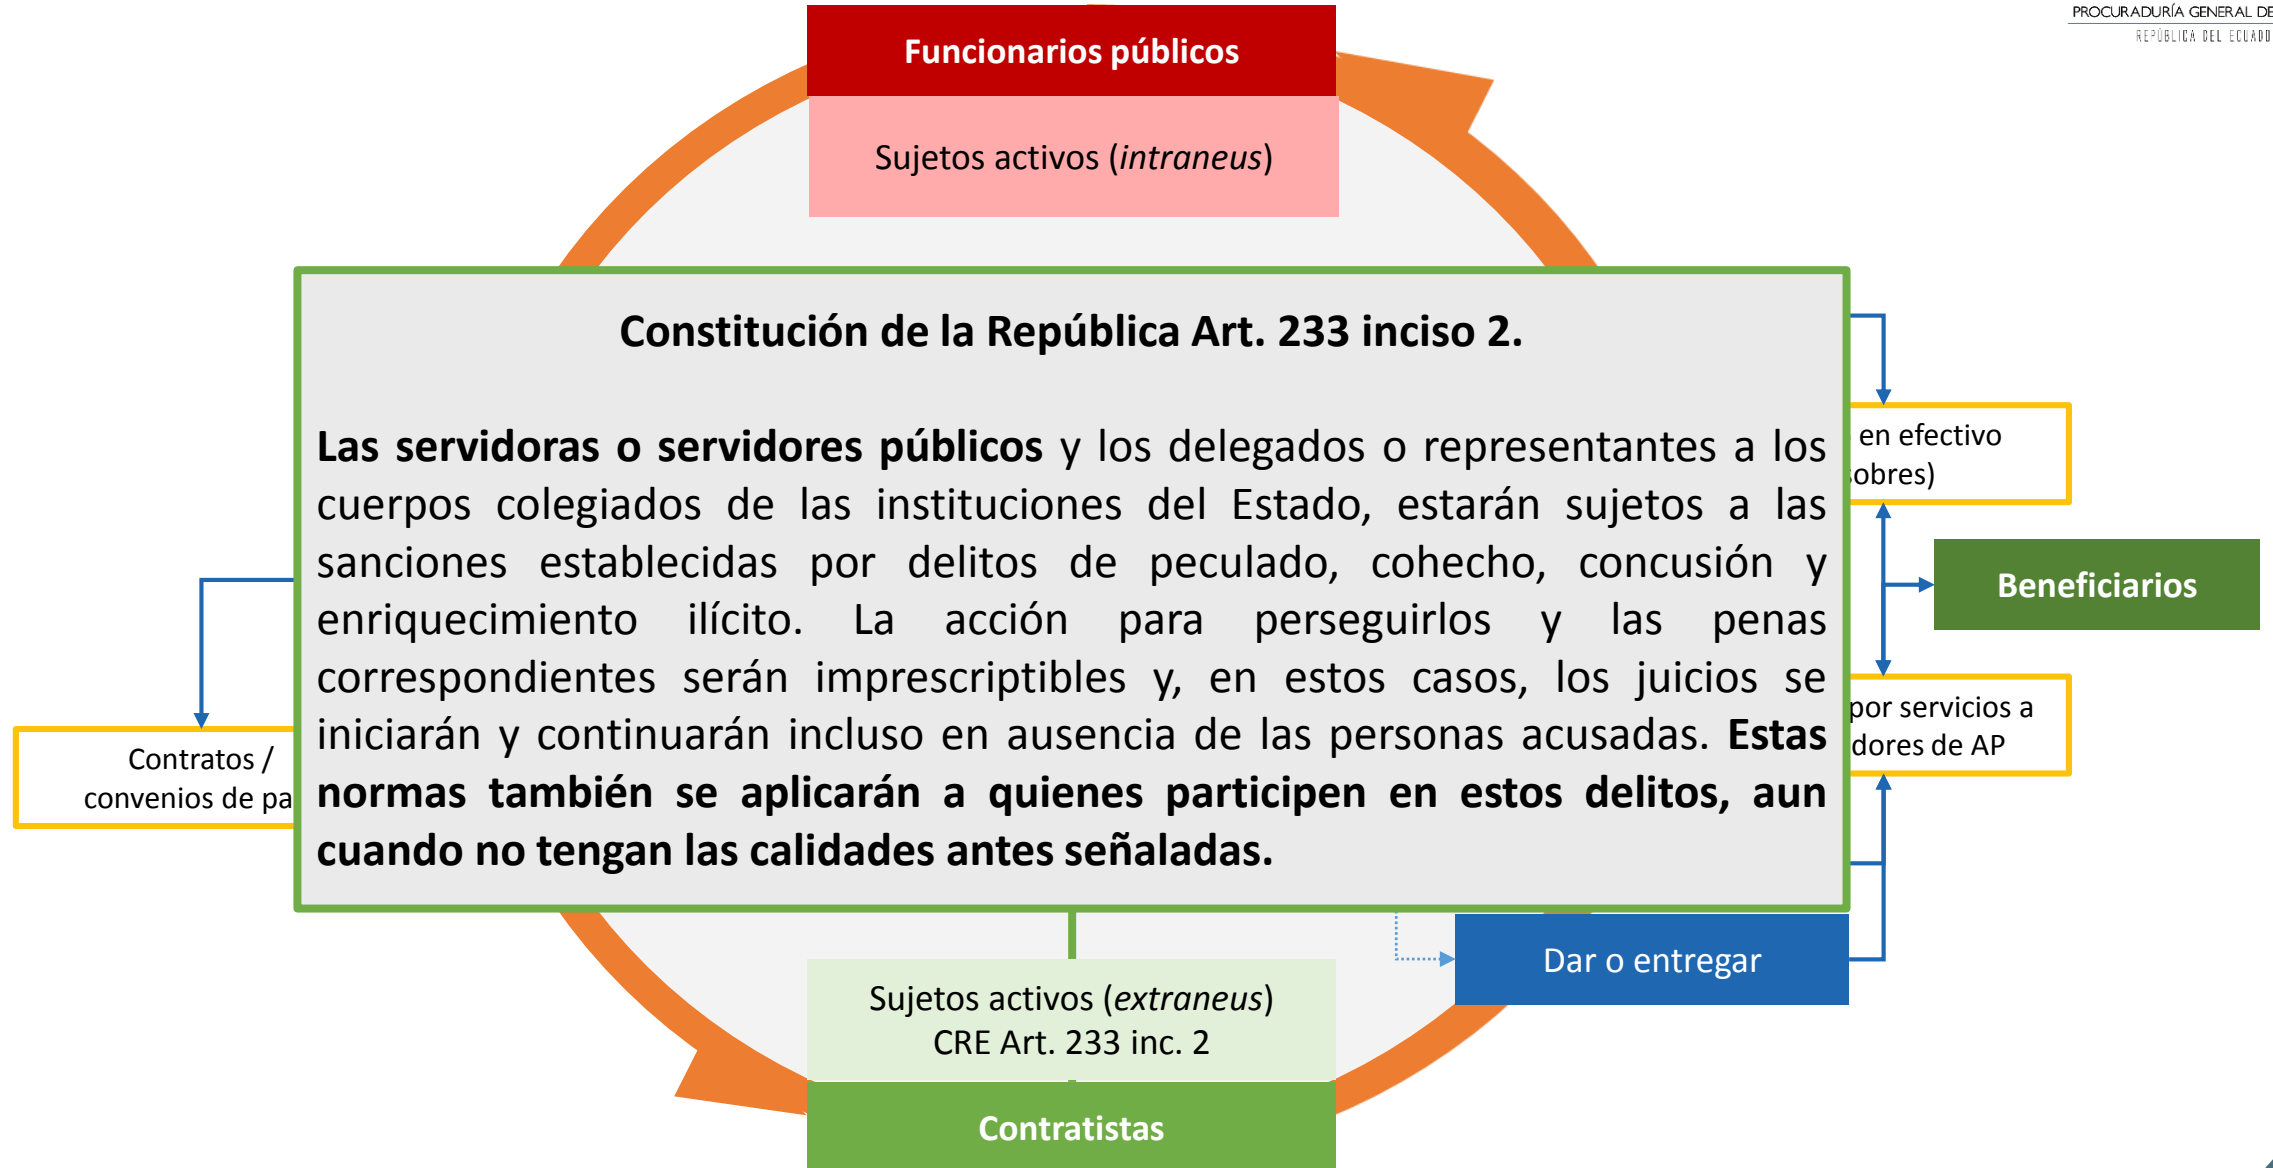 PROCURADURÍA GENERAL DE
REPÚBLICA DEL
Funcionarios públicos
Sujetos activos (intraneus)
Constitución de la República Art. 233 inciso 2.
Las servidoras o servidores públicos y los delegados o representantes a los
cuerpos colegiados de las instituciones del Estado, estarán sujetos a las
sanciones establecidas por delitos de peculado, cohecho, concusión y
enriquecimiento ilícito. La acción para perseguirlos y las penas
correspondientes serán imprescriptibles y, en estos casos, los juicios se
iniciarán y continuarán incluso en ausencia de las personas acusadas. Estas
normas también se aplicarán a quienes participen en estos delitos, aun
cuando no tengan las calidades antes señaladas.
en efectivo
obres)
Beneficiarios
por servicios a
dores de AP
Contratos /
convenios de pa
Dar o entregar
Sujetos activos (extraneus)
CRE Art. 233 inc. 2
Contratistas